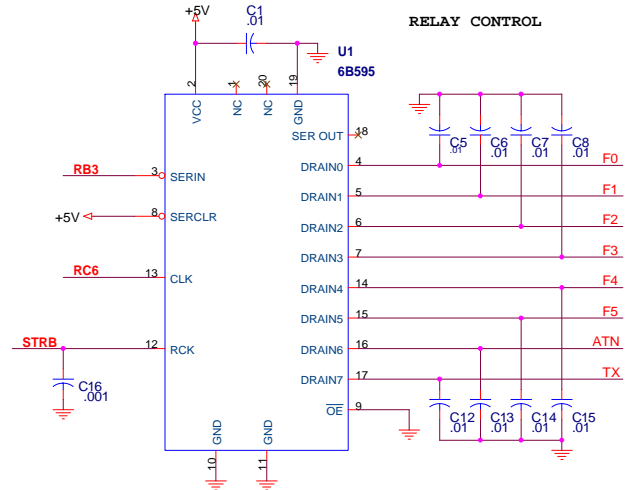 +5V
C1
.01
RELAY CONTROL
U1
6B595
2
1
20
19
VCC
NC
NC
GND
SER OUT
18
C5
.01
C6
.01
C7
.01
C8
.01
DRAIN0
4
F0
RB3
3
SERIN
DRAIN1
5
F1
+5V
8
SERCLR
DRAIN2
6
F2
DRAIN3
7
F3
RC6
13
CLK
DRAIN4
14
F4
DRAIN5
15
F5
STRB
12
RCK
DRAIN6
16
ATN
DRAIN7
17
TX
C16
.001
OE
9
C12
.01
C13
.01
C14
.01
C15
.01
GND
GND
10
11